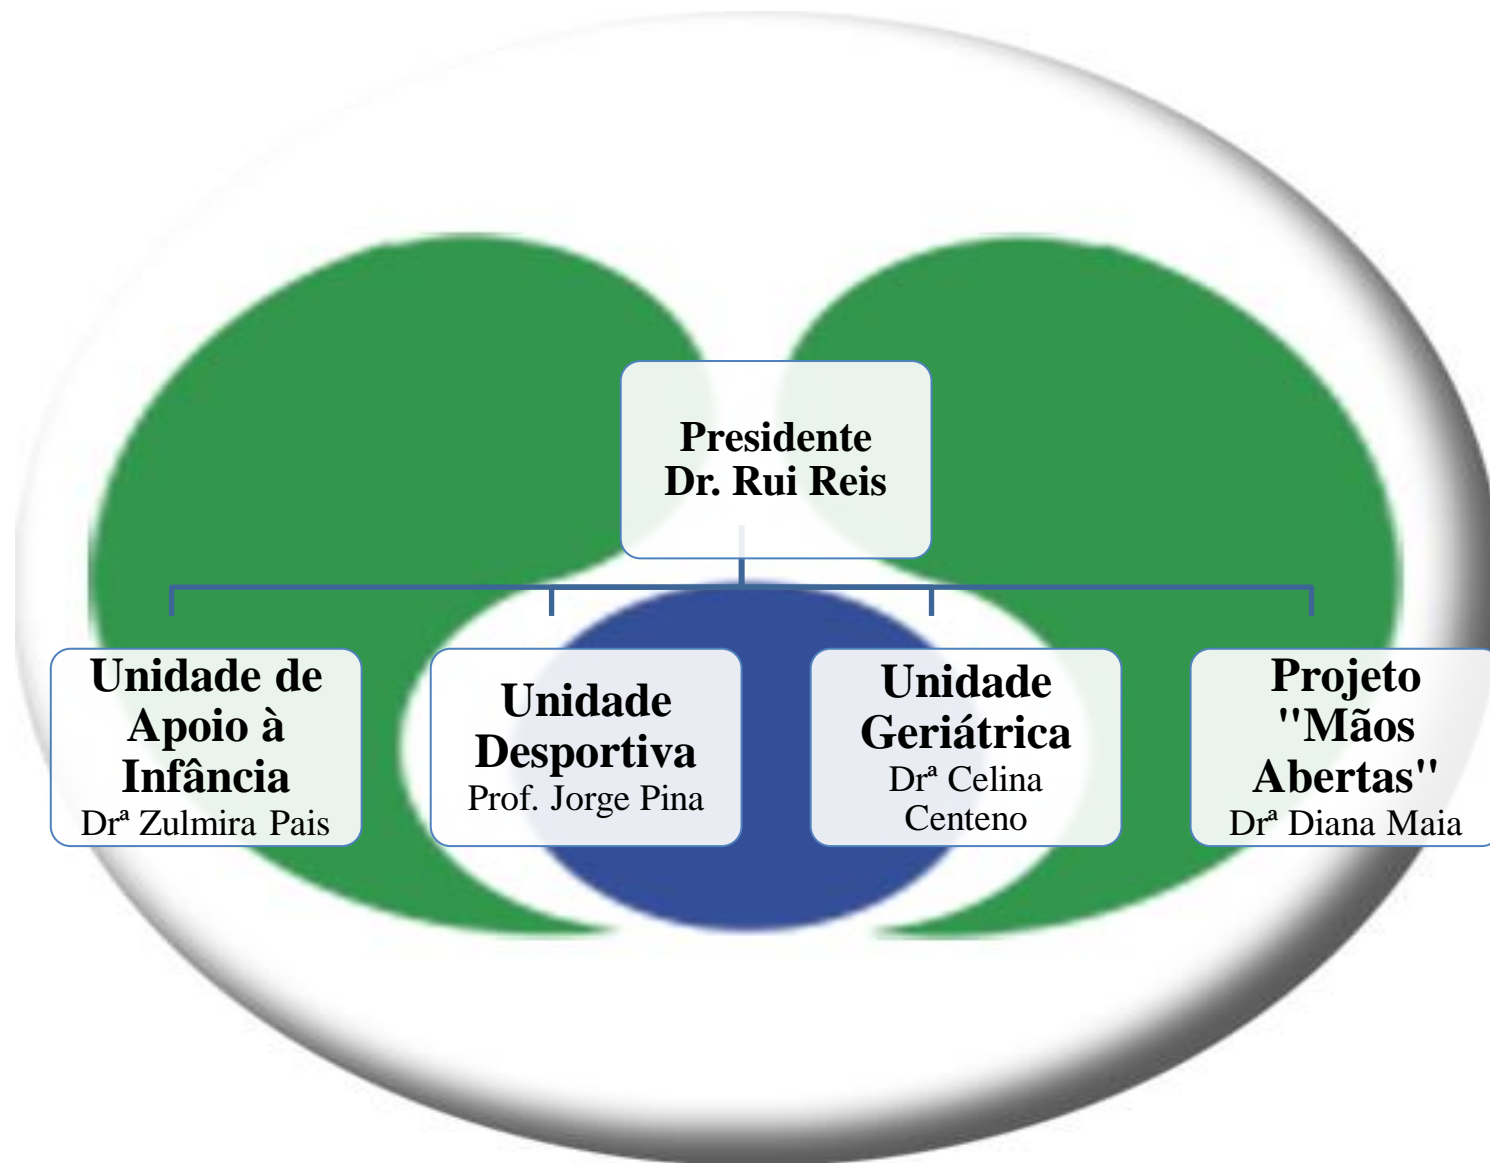 Presidente
Dr. Rui Reis
Unidade de
Apoio à
Infância
Drª Zulmira Pais
Unidade
Desportiva
Prof. Jorge Pina
Unidade
Geriátrica
Drª Celina
Centeno
Projeto
"Mãos
Abertas"
Drª Diana Maia